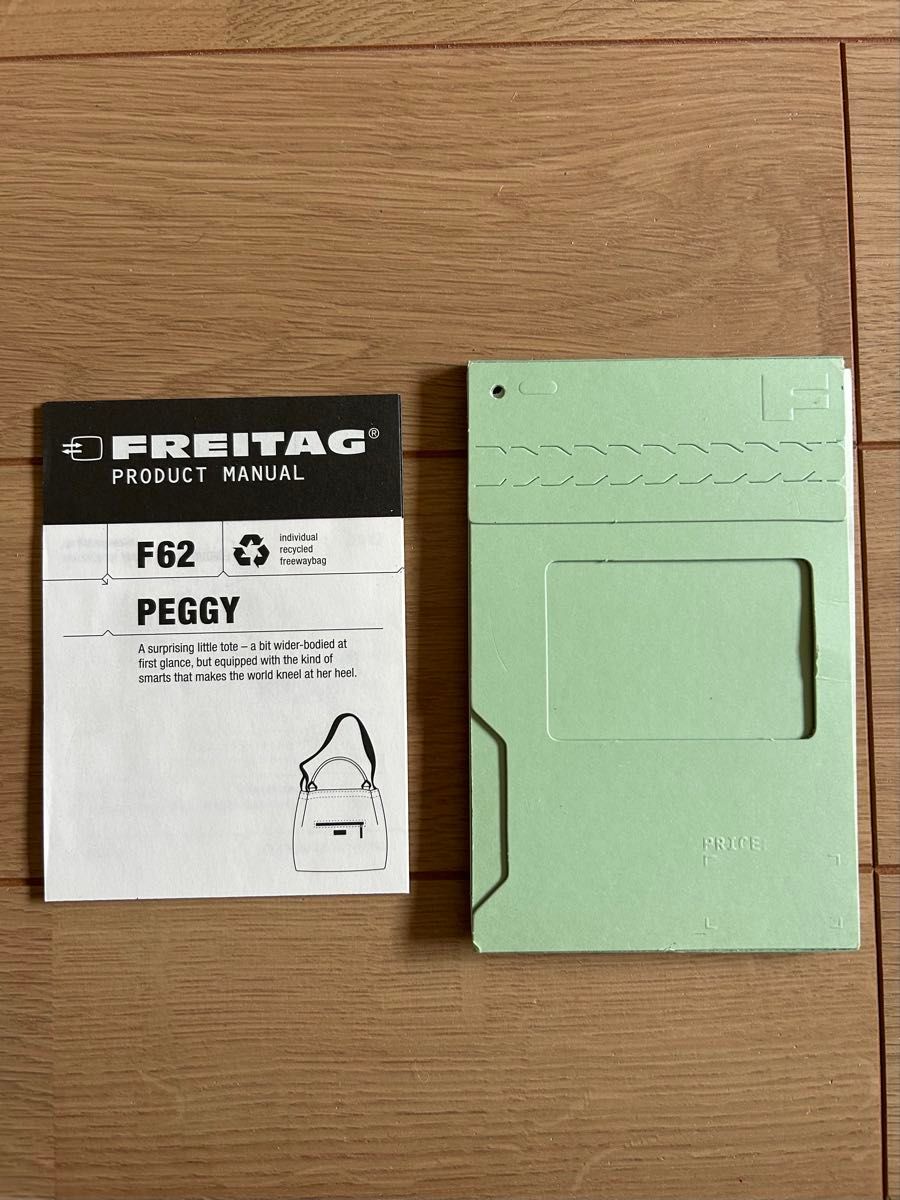 FREITAG®
PRODUCT MANUAL
F62
individual
recycled
freewaybag
PEGGY
A surprising little tote – a bit wider-bodied at
first glance, but equipped with the kind of
smarts that makes the world kneel at her heel.
F
PRICE: